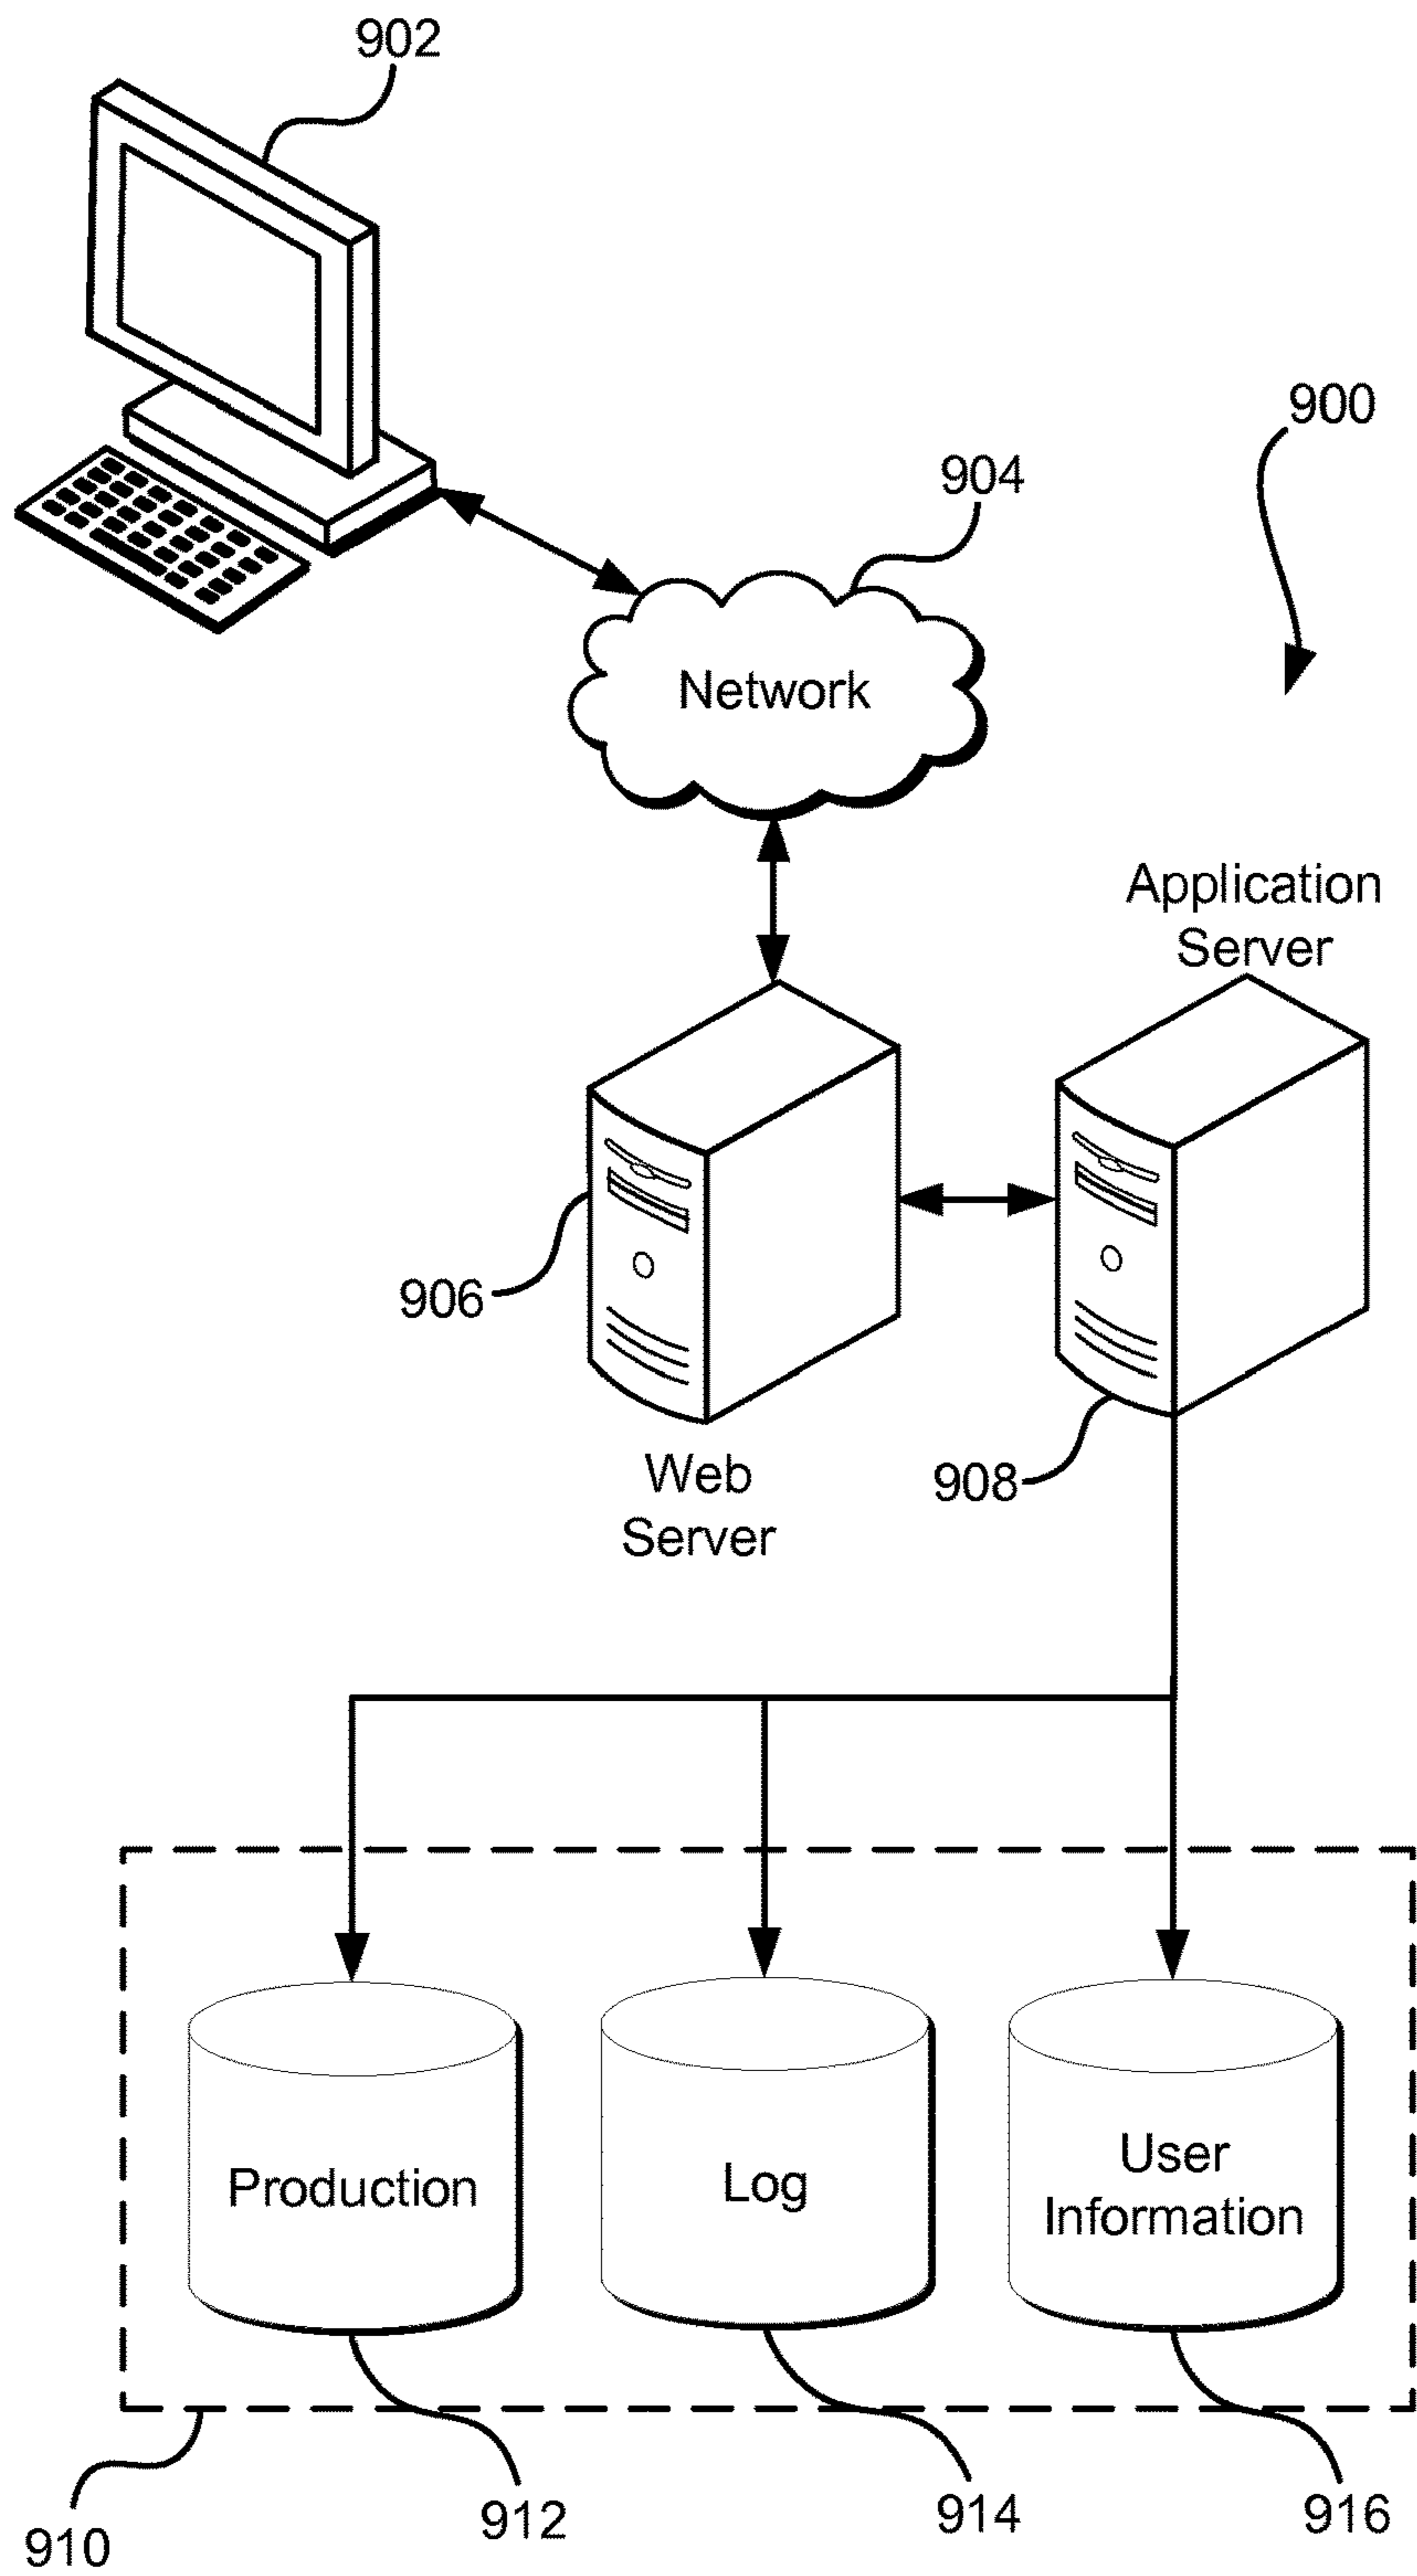 902
900
904
Network
Application
Server
906
Web
Server
908
Production
Log
User
Information
910
912
914
916